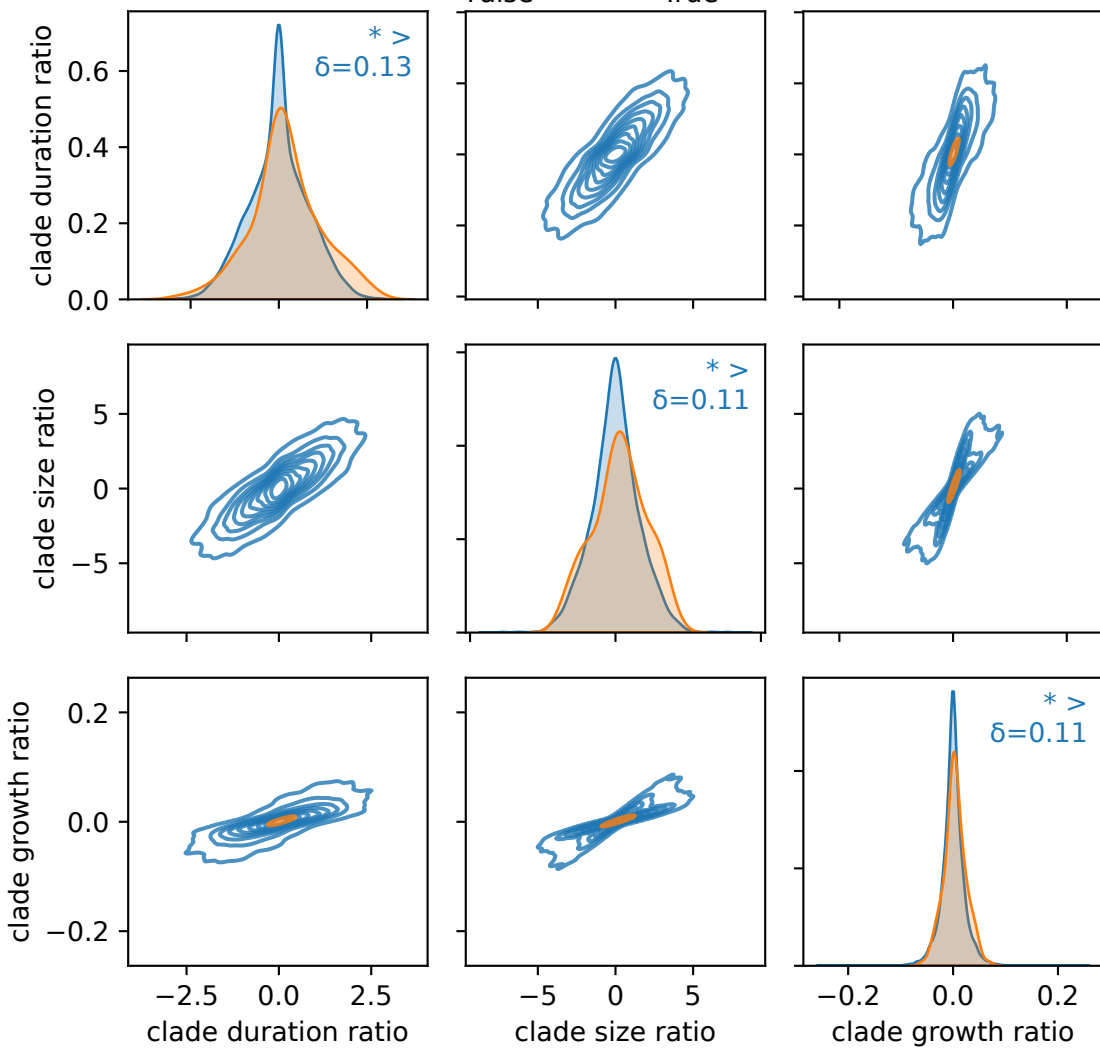 True
clade duration ratio
0.6
0.4
0.2
0.0
* >
δ=0.13
clade size ratio
5
0
−5
* >
δ=0.11
clade growth ratio
0.2
0.0
−0.2
* >
δ=0.11
−2.5 0.0 2.5
−5 0 5
−0.2 0.0 0.2
clade duration ratio
clade size ratio
clade growth ratio